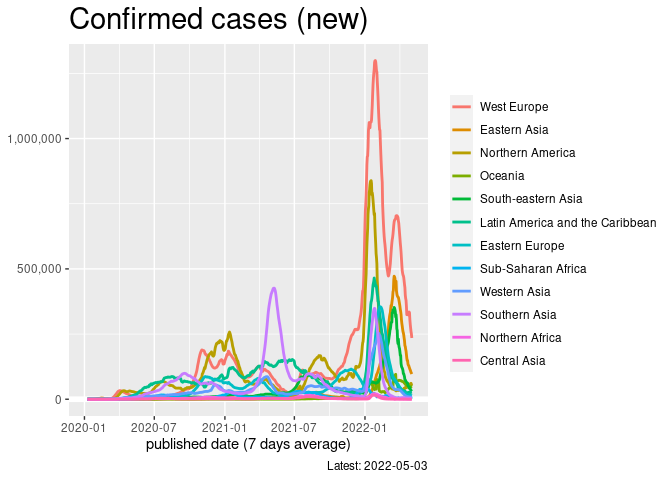 Confirmed cases (new)
1,000,000
500,000
0
2020-01
2020-07
2021-01
2021-07
2022-01
published date (7 days average)
Latest: 2022-05-03
West Europe
Eastern Asia
Northern America
Oceania
South-eastern Asia
Latin America and the Caribbean
Eastern Europe
Sub-Saharan Africa
Western Asia
Southern Asia
Northern Africa
Central Asia